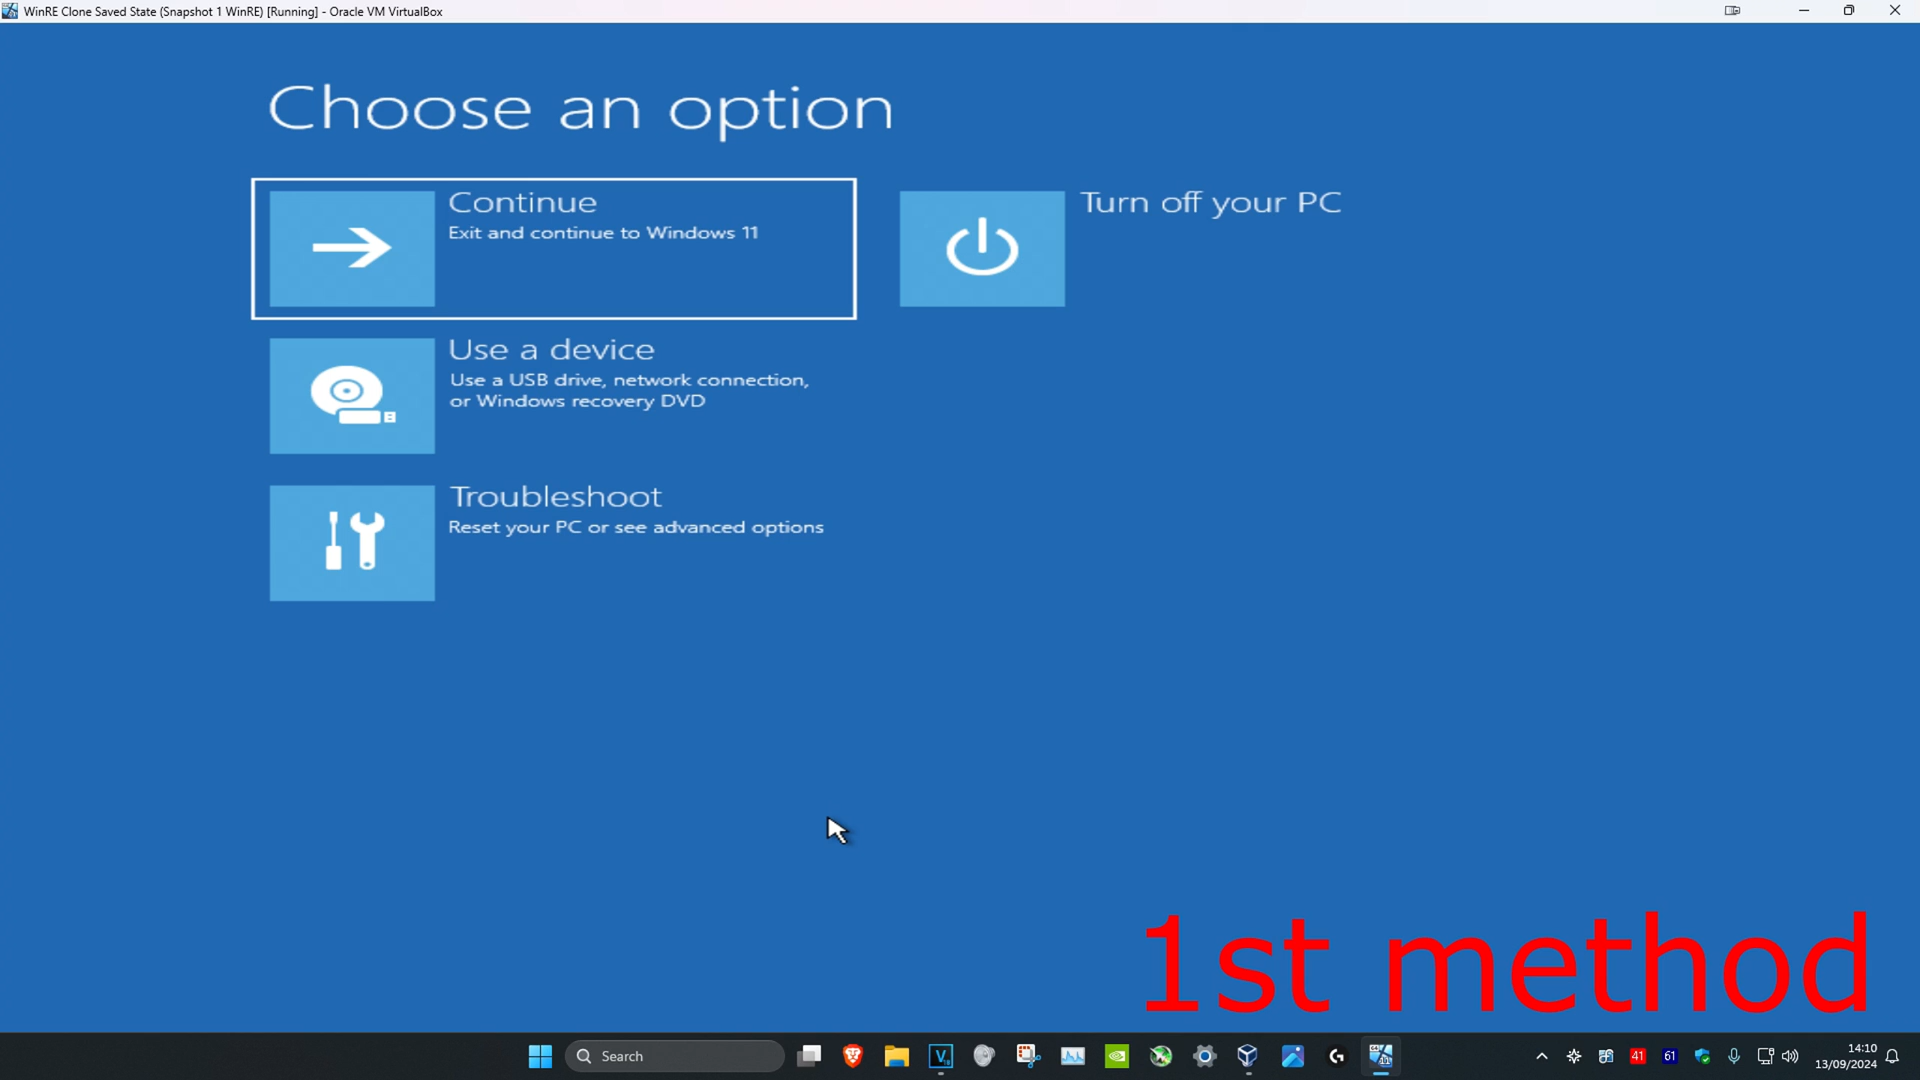 WinRE Clone Saved State (Snapshot 1 WinRE) [Running] - Oracle VM VirtualBox
Choose an option
Continue
Exit and continue to Windows 11
Turn off your PC
Use a device
Use a USB drive, network connection,
or Windows recovery DVD
Troubleshoot
Reset your PC or see advanced options
1st method
Search
41
61
14:10
13/09/2024